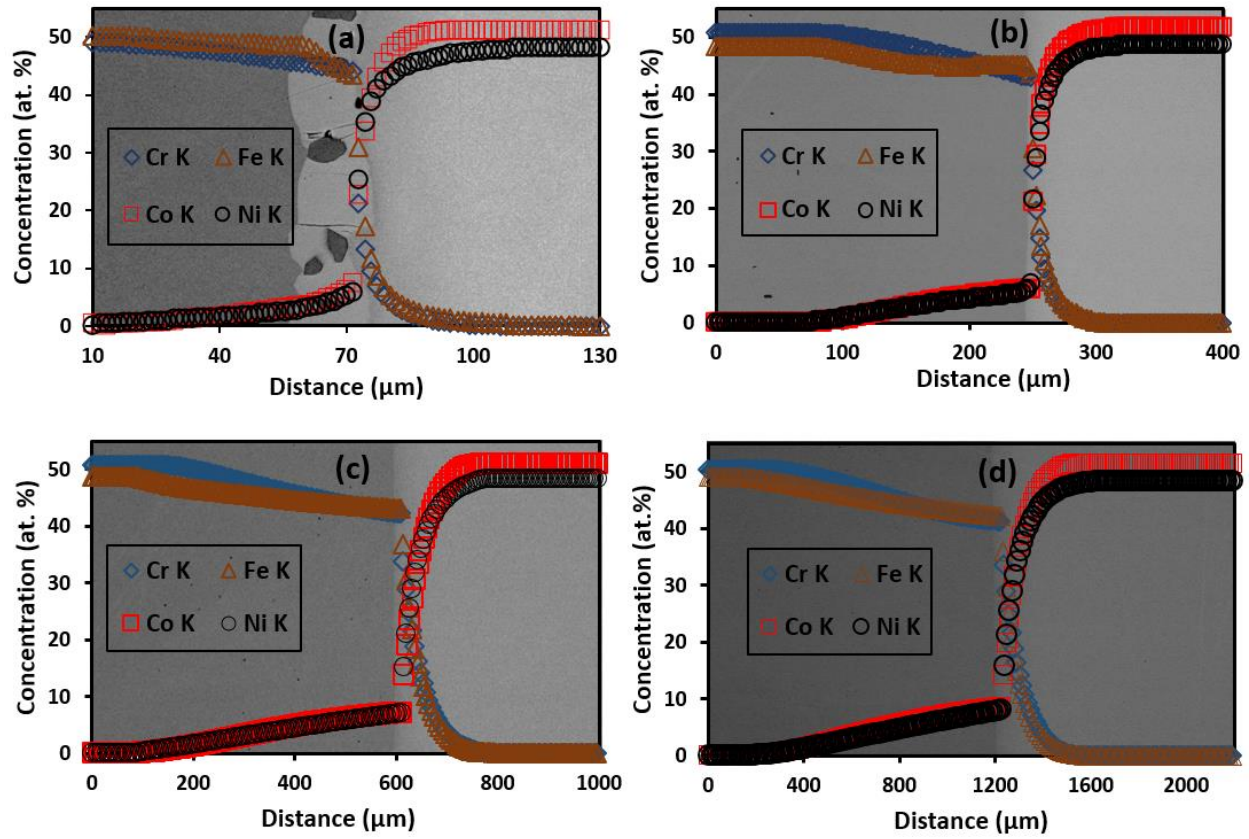 (a)
50
40
30
20
10
0
Concentration (at. %)
Cr K Fe K
Co K Ni K
10 40 70 100 130
Distance (µm)
(b)
50
40
30
20
10
0
Concentration (at. %)
Cr K Fe K
Co K Ni K
0 100 200 300 400
Distance (µm)
(c)
50
40
30
20
10
0
Concentration (at. %)
Cr K Fe K
Co K Ni K
0 200 400 600 800 1000
Distance (µm)
(d)
50
40
30
20
10
0
Concentration (at.%)
Cr K Fe K
Co K Ni K
0 400 800 1200 1600 2000
Distance (µm)